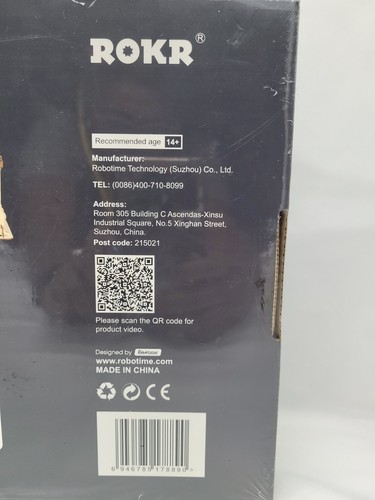 ROKR®
Recommended age 14+
Manufacturer:
Robotime Technology (Suzhou) Co., Ltd.
TEL: (0086)400-710-8099
Address:
Room 305 Building C Ascendas-Xinsu
Industrial Square, No.5 Xinghan Street,
Suzhou, China.
Post code: 215021
Please scan the QR code for
product video.
Designed by Robotime
www.robotime.com
MADE IN CHINA
CE